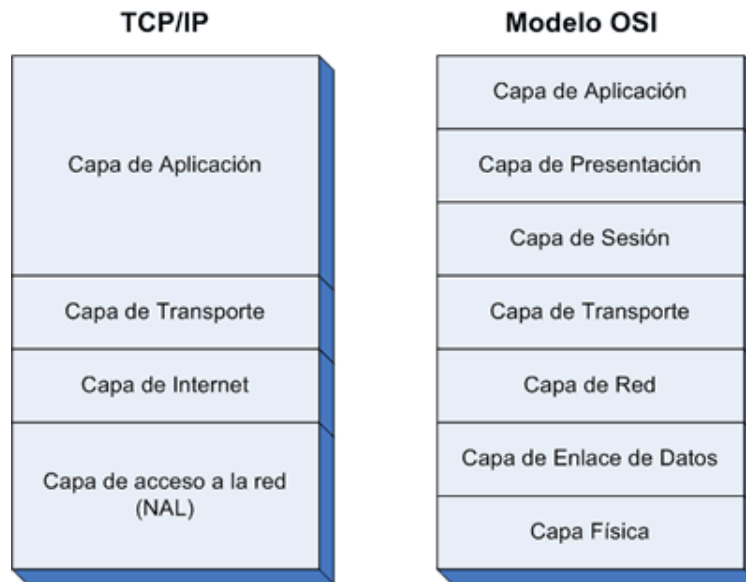 TCP/IP
Capa de Aplicación
Capa de Transporte
Capa de Internet
Capa de acceso a la red
(NAL)
Modelo OSI
Capa de Aplicación
Capa de Presentación
Capa de Sesión
Capa de Transporte
Capa de Red
Capa de Enlace de Datos
Capa Física